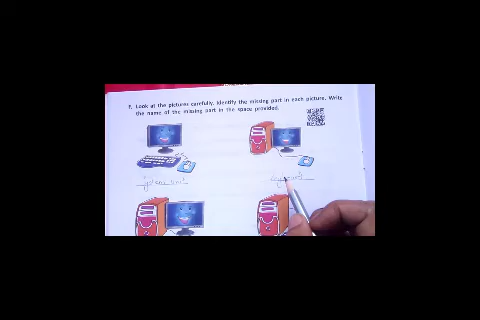 7. Look at the pictures carefully. Identify the missing part in each picture. Write
the name of the missing part in the space provided.
unit